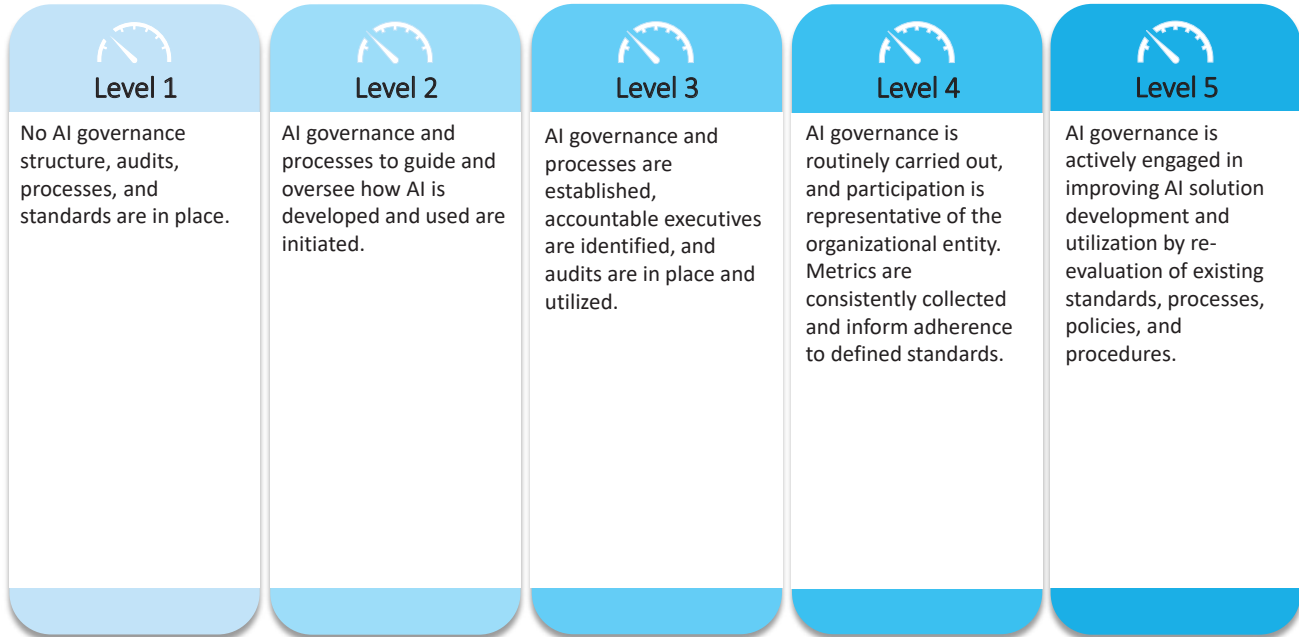 Level 1
No AI governance
structure, audits,
processes, and
standards are in place.
Level 2
AI governance and
processes to guide and
oversee how AI is
developed and used are
initiated.
Level 3
AI governance and
processes are
established,
accountable executives
are identified, and
audits are in place and
utilized.
Level 4
AI governance is
routinely carried out,
and participation is
representative of the
organizational entity.
Metrics are
consistently collected
and inform adherence
to defined standards.
Level 5
AI governance is
actively engaged in
improving AI solution
development and
utilization by re-
evaluation of existing
standards, processes,
policies, and
procedures.